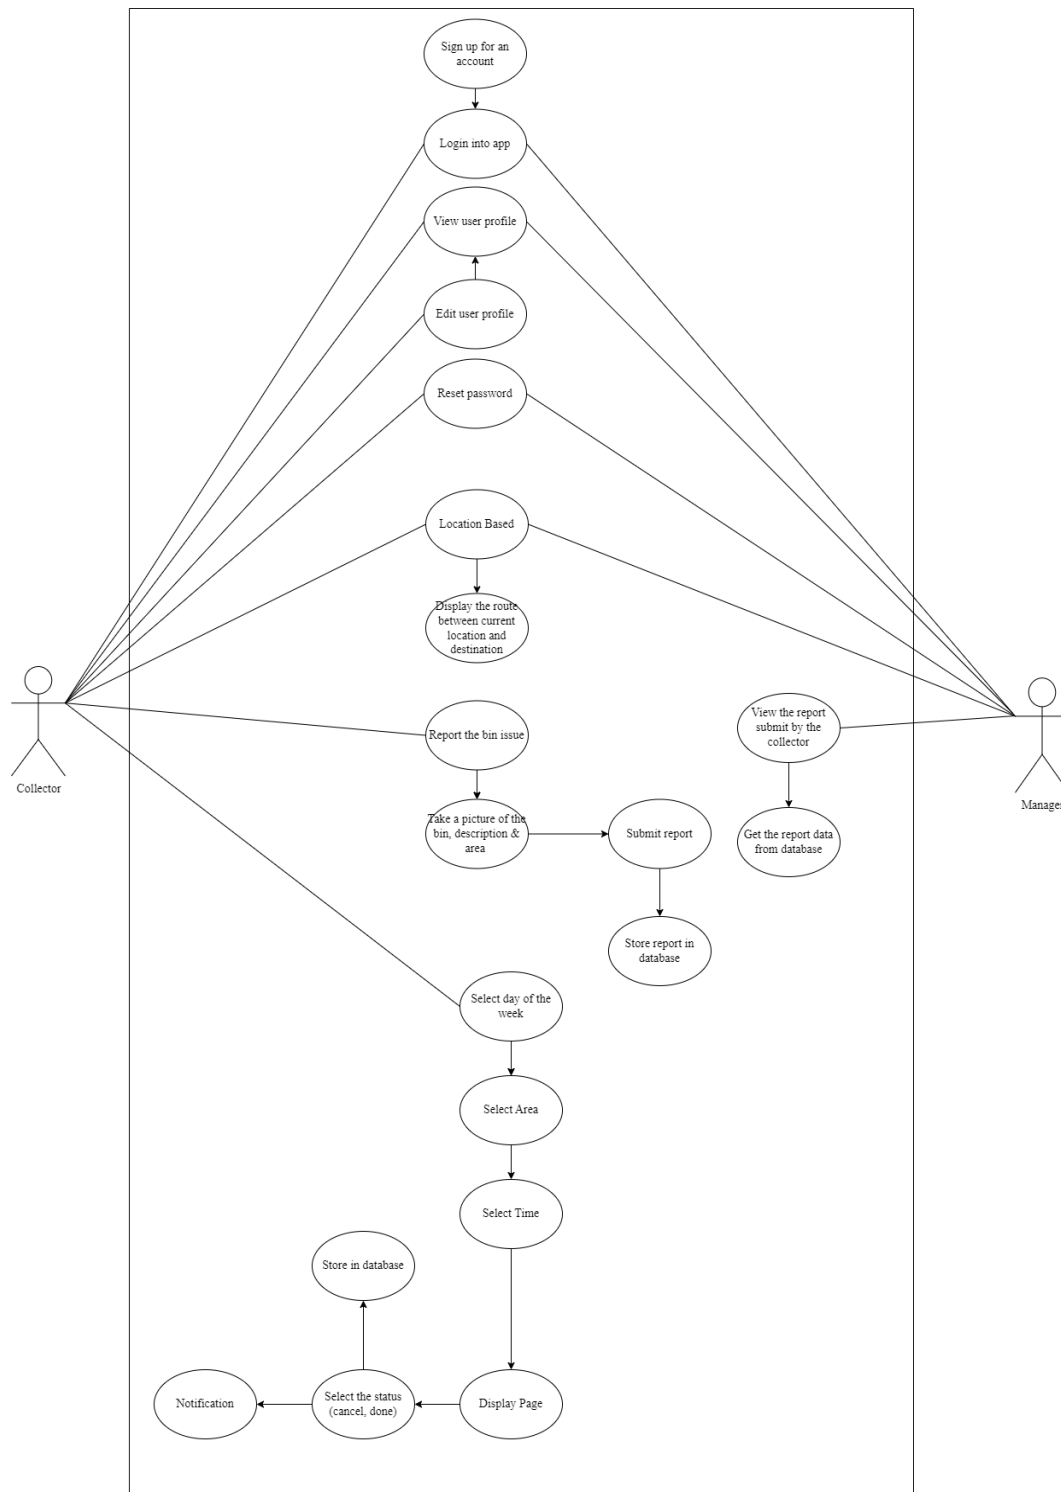 Sign up for an
account
Login into app
View user profile
Edit user profile
Reset password
Location Based
Display the route
between current
location and
destination
Collector
Report the bin issue
View the report
submit by the
collector
Manager
Take a picture of the
bin, description &
area
Submit report
Get the report data
from database
Store report in
database
Select day of the
week
Select Area
Select Time
Store in database
Notification
Select the status
(cancel, done)
Display Page